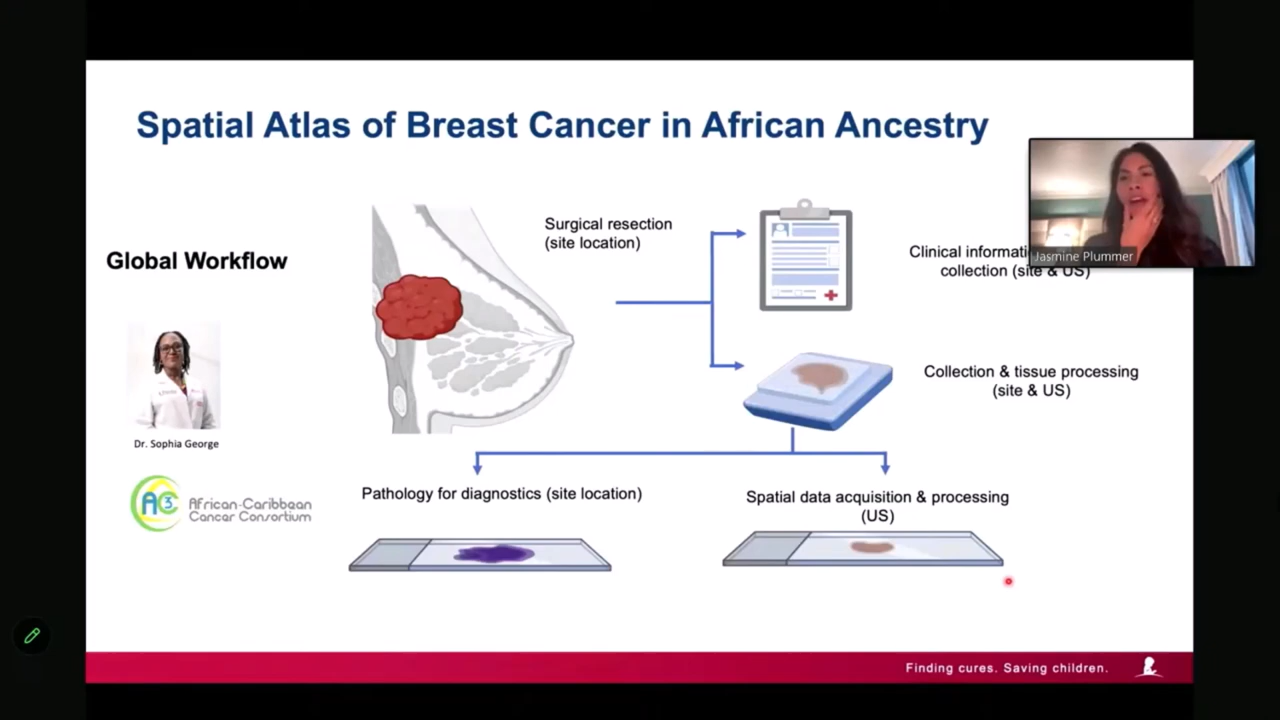 Spatial Atlas of Breast Cancer in African Ancestry
Global Workflow
Surgical resection
(site location)
Clinical informati
collection (site & US)
Jasmine Plummer
Collection & tissue processing
(site & US)
Dr. Sophia George
AC3
African-Caribbean
Cancer Consortium
Pathology for diagnostics (site location)
Spatial data acquisition & processing
(US)
Finding cures. Saving children.